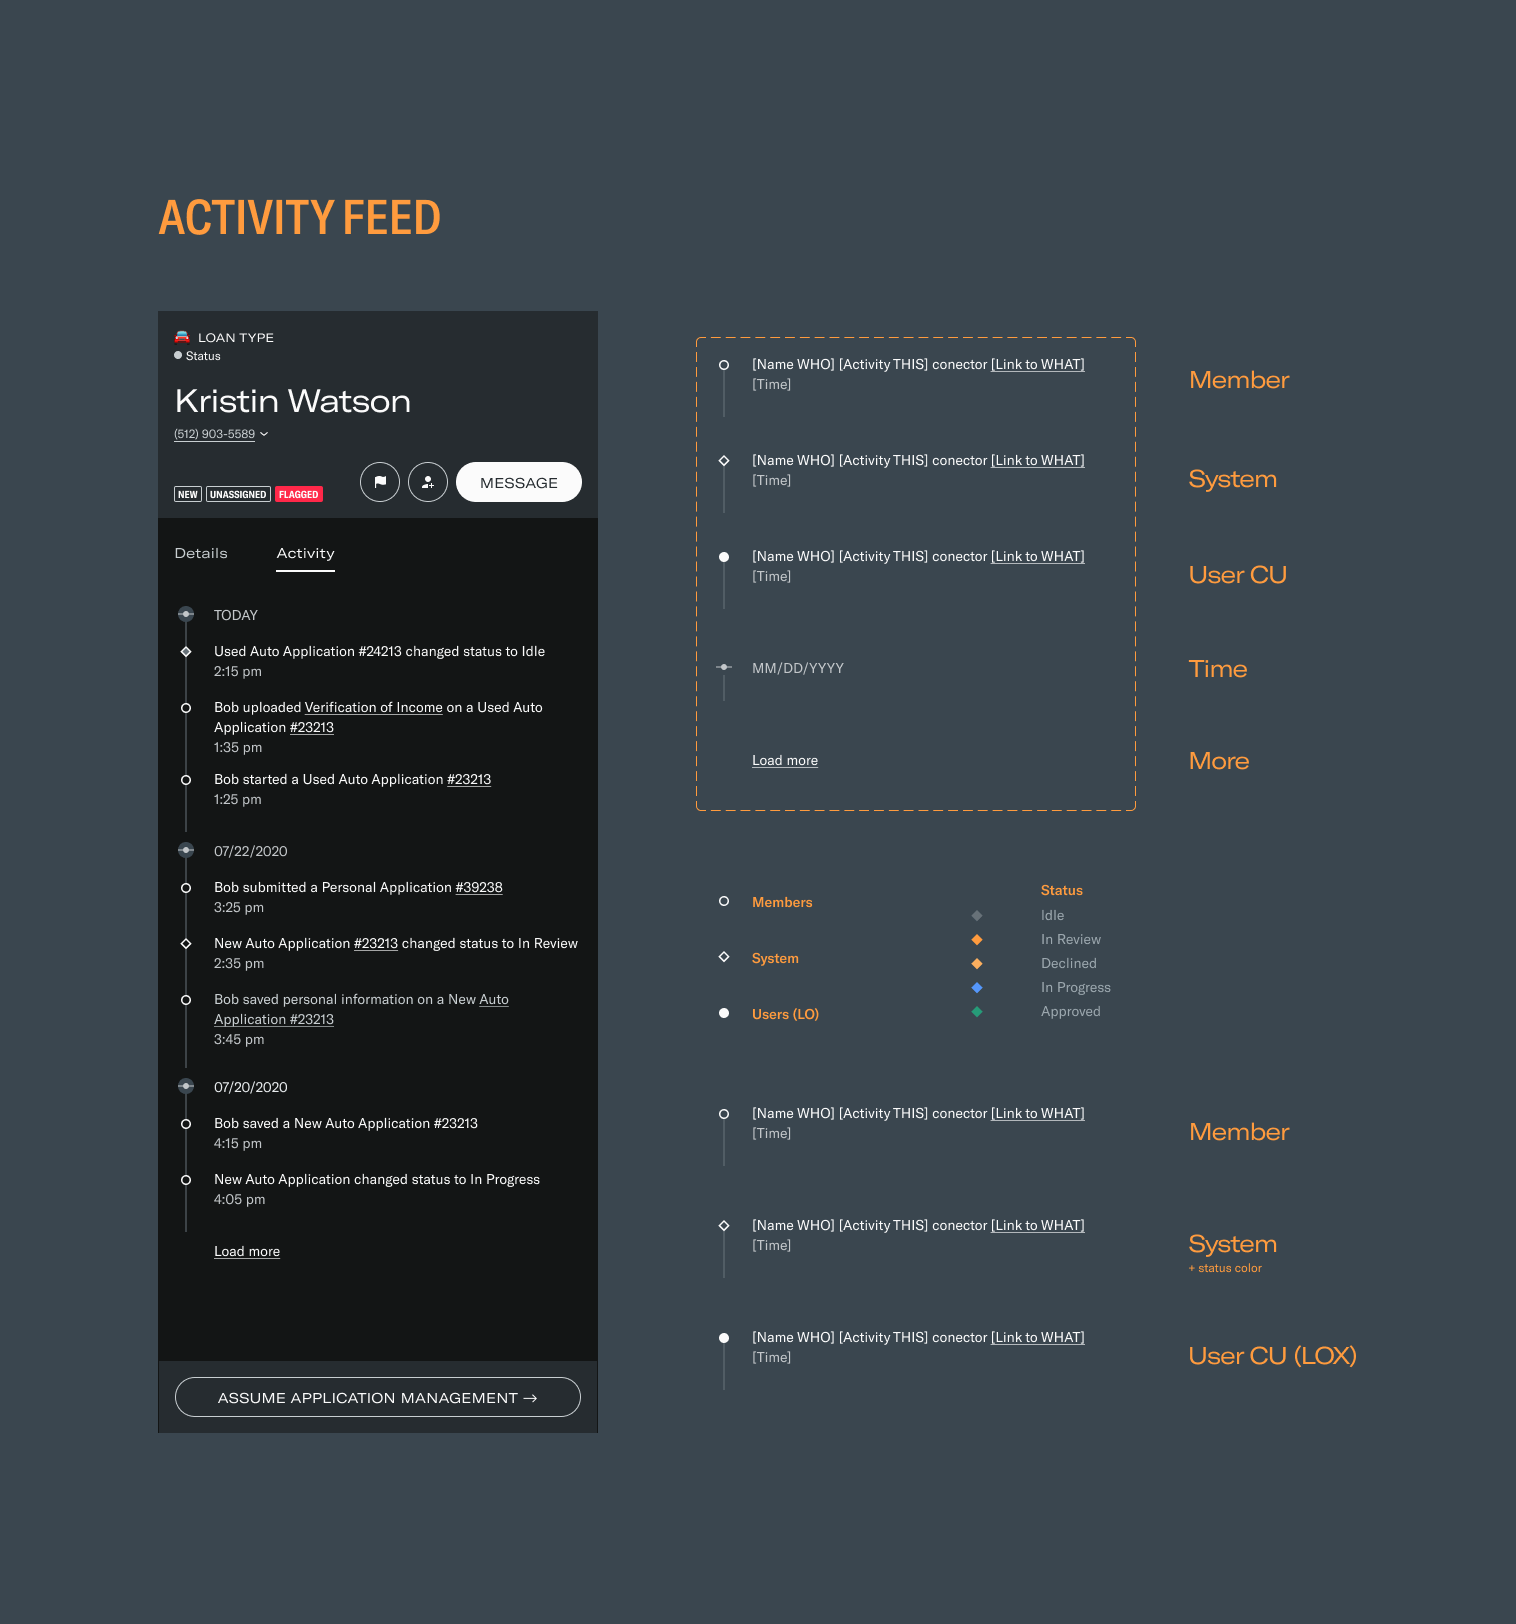 ACTIVITY FEED
LOAN TYPE
Status
Kristin Watson
(512) 903-5589
NEW UNASSIGNED FLAGGED
MESSAGE
Details Activity
TODAY
Used Auto Application #24213 changed status to Idle
2:15 pm
Bob uploaded Verification of Income on a Used Auto
Application #23213
1:35 pm
Bob started a Used Auto Application #23213
1:25 pm
07/22/2020
Bob submitted a Personal Application #39238
3:25 pm
New Auto Application #23213 changed status to In Review
2:35 pm
Bob saved personal information on a New Auto
Application #23213
3:45 pm
07/20/2020
Bob saved a New Auto Application #23213
4:15 pm
New Auto Application changed status to In Progress
4:05 pm
Load more
ASSUME APPLICATION MANAGEMENT →
[Name WHO] [Activity THIS] conector [Link to WHAT]
[Time]
Member
[Name WHO] [Activity THIS] conector [Link to WHAT]
[Time]
System
[Name WHO] [Activity THIS] conector [Link to WHAT]
[Time]
User CU
MM/DD/YYYY
Time
Load more
More
Members
System
Users (LO)
Status
Idle
In Review
Declined
In Progress
Approved
[Name WHO] [Activity THIS] conector [Link to WHAT]
[Time]
Member
[Name WHO] [Activity THIS] conector [Link to WHAT]
[Time]
System
+ status color
[Name WHO] [Activity THIS] conector [Link to WHAT]
[Time]
User CU (LOX)